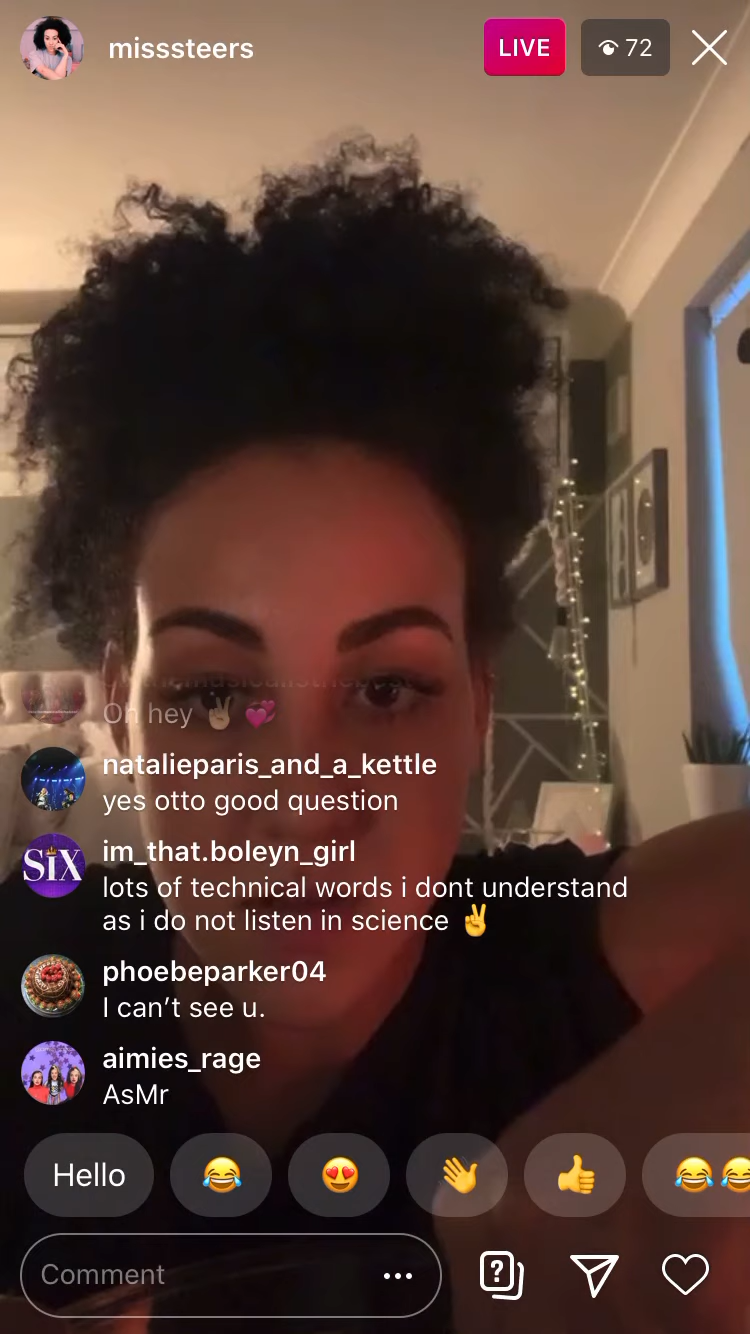 misssteers
LIVE
72
Oh hey ✌🏼 💞
natalieparis_and_a_kettle
yes otto good question
SIX
im_that.boleyn_girl
lots of technical words i dont understand
as i do not listen in science ✌️
phoebeparker04
I can’t see u.
aimies_rage
AsMr
Hello
Comment